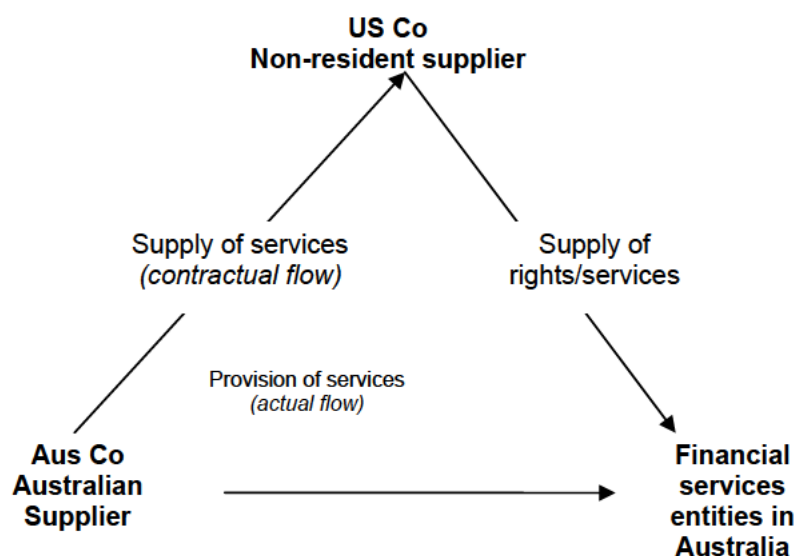 US Co
Non-resident supplier
Supply of services
(contractual flow)
Supply of
rights/services
Provision of services
(actual flow)
Aus Co
Australian
Supplier
Financial
services
entities in
Australia